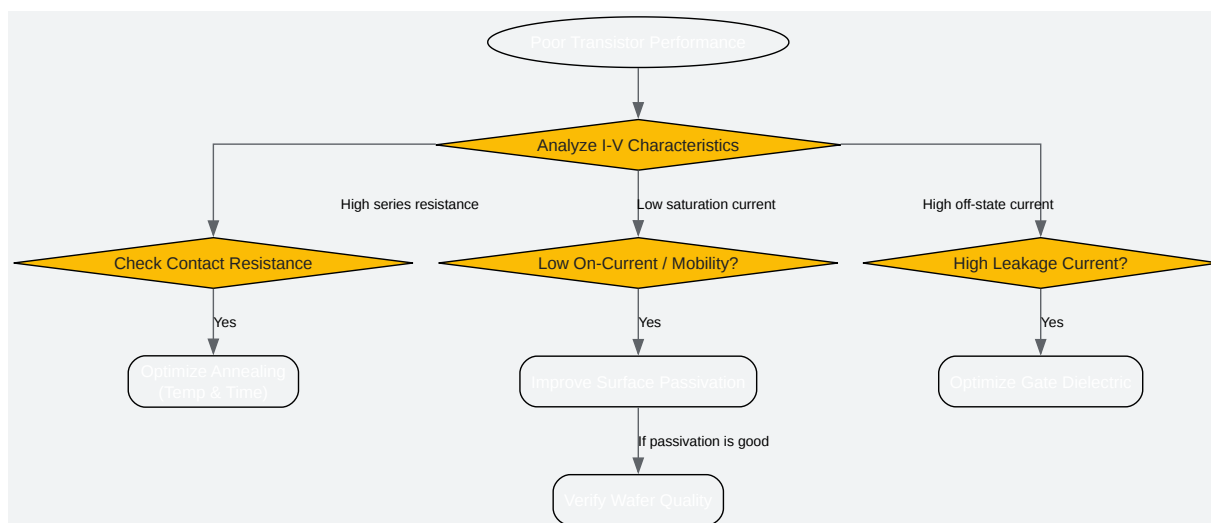 Poor Transistor Performance
Analyze I-V Characteristics
High series resistance
Low saturation current
High off-state current
Check Contact Resistance
Low On-Current / Mobility?
High Leakage Current?
Yes
Yes
Yes
Optimize Annealing
(Temp & Time)
Improve Surface Passivation
Optimize Gate Dielectric
If passivation is good
Verify Wafer Quality